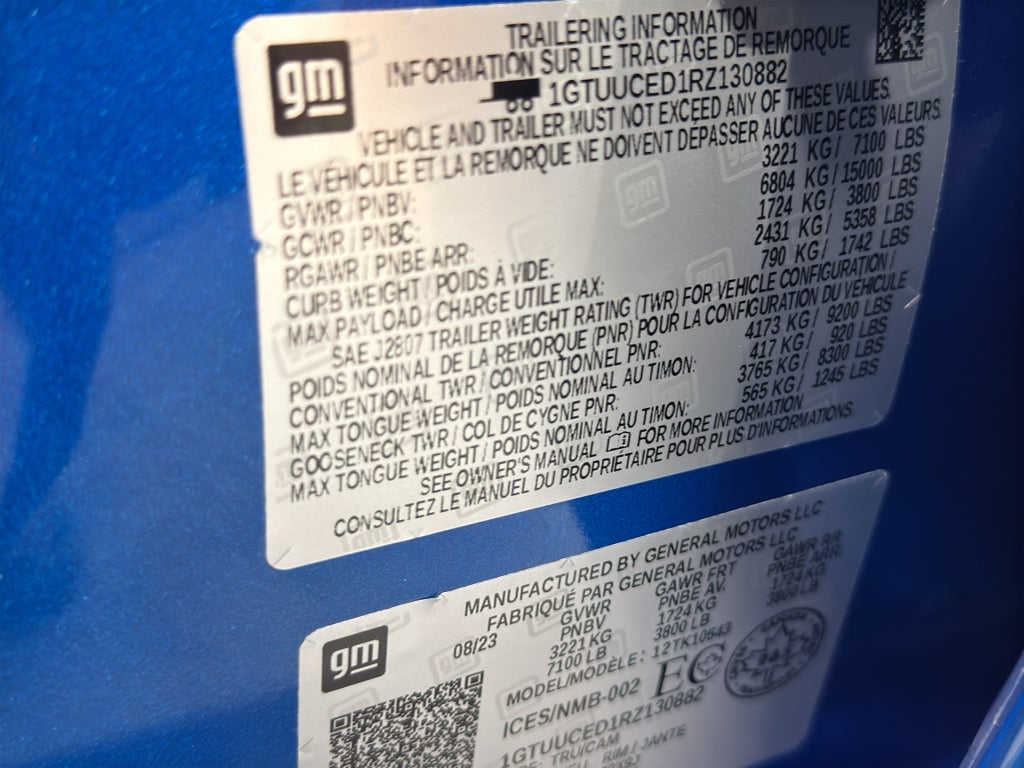 gm
TRAILERING INFORMATION
INFORMATION SUR LE TRACTAGE DE REMORQUE
1GTUUCED1RZ130882
VEHICLE AND TRAILER MUST NOT EXCEED ANY OF THESE VALUES.
LE VÉHICULE ET LA REMORQUE NE DOIVENT DÉPASSER AUCUNE DE CES VALEURS.
GVWR / PNBV: 3221 KG / 7100 LBS
GCWR / PNBC: 6804 KG / 15000 LBS
RGAWR / PNBE ARR: 1724 KG / 3800 LBS
CURB WEIGHT / POIDS À VIDE: 2431 KG / 5358 LBS
MAX PAYLOAD / CHARGE UTILE MAX: 790 KG / 1742 LBS
SAE J2807 TRAILER WEIGHT RATING (TWR) FOR VEHICLE CONFIGURATION /
POIDS NOMINAL DE LA REMORQUE (PNR) POUR LA CONFIGURATION DU VÉHICULE
CONVENTIONAL TWR / CONVENTIONNEL PNR: 4173 KG / 9200 LBS
MAX TONGUE WEIGHT / POIDS NOMINAL AU TIMON: 417 KG / 920 LBS
GOOSENECK TWR / COL DE CYGNE PNR: 3765 KG / 8300 LBS
MAX TONGUE WEIGHT / POIDS NOMINAL AU TIMON: 565 KG / 1245 LBS
SEE OWNER'S MANUAL FOR MORE INFORMATION
CONSULTEZ LE MANUEL DU PROPRIÉTAIRE POUR PLUS D'INFORMATIONS.
gm
MANUFACTURED BY GENERAL MOTORS LLC
FABRIQUÉ PAR GENERAL MOTORS LLC
08/23 GVWR GAWR FRT GAWR RR
PNBV PNBE AV. PNBE ARR.
3221 KG 1724 KG 1724 KG
7100 LB 3800 LB 3800 LB
MODEL/MODÈLE: 12TK10543
ICES/NMB-002 EC
CANADA
1GTUUCED1RZ130882
TRU/CAM
RIM / JANTE